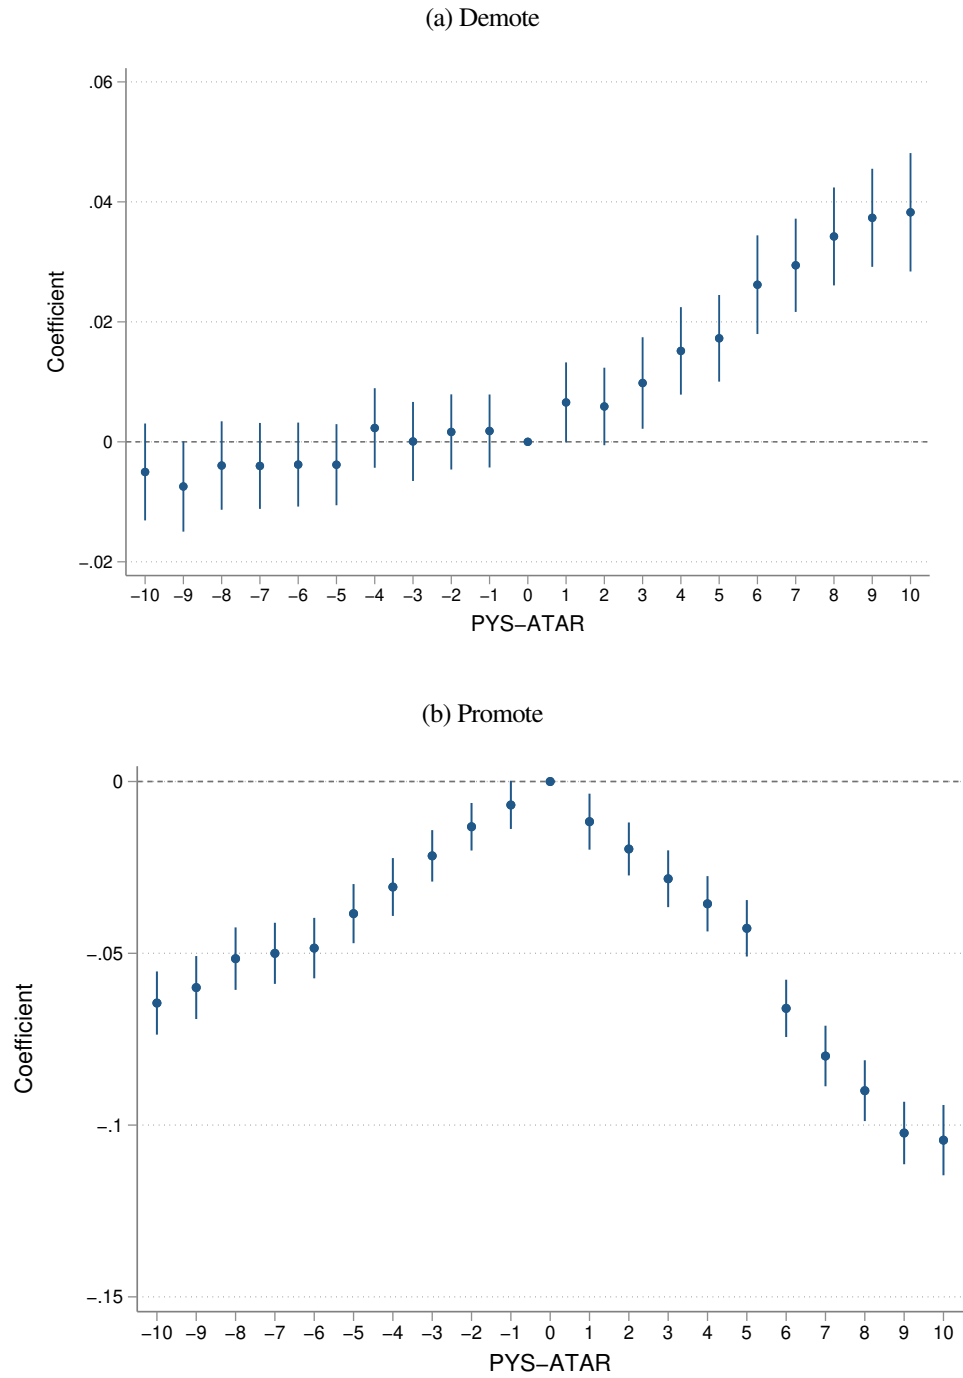 (a) Demote
.06
.04
.02
0
−.02
Coefficient
−10 −9 −8 −7 −6 −5 −4 −3 −2 −1 0 1 2 3 4 5 6 7 8 9 10
PYS−ATAR
(b) Promote
0
−.05
−.1
−.15
Coefficient
−10 −9 −8 −7 −6 −5 −4 −3 −2 −1 0 1 2 3 4 5 6 7 8 9 10
PYS−ATAR